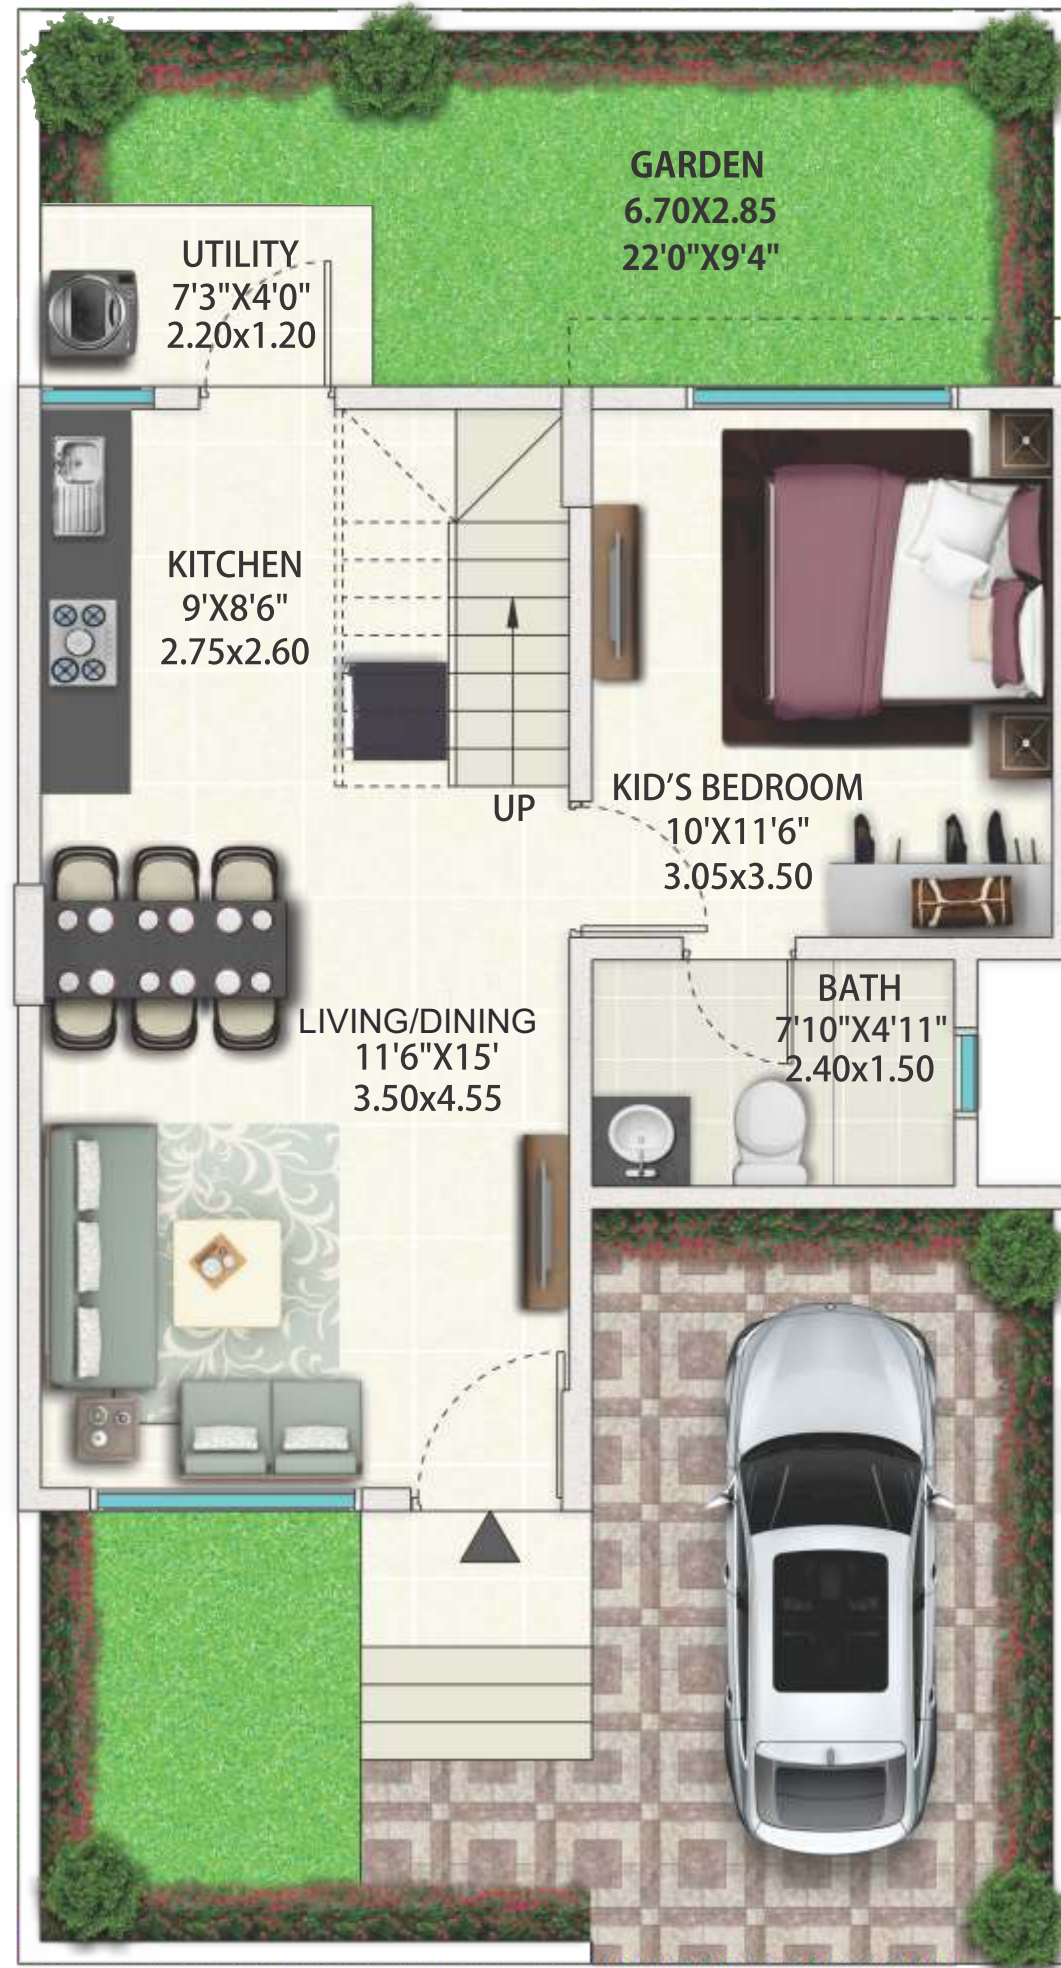 GARDEN
6.70X2.85
22'0"X9'4"
UTILITY
7'3"X4'0"
2.20x1.20
KITCHEN
9'X8'6"
2.75x2.60
UP
KID'S BEDROOM
10'X11'6"
3.05x3.50
BATH
7'10"X4'11"
2.40x1.50
LIVING/DINING
11'6"X15'
3.50x4.55